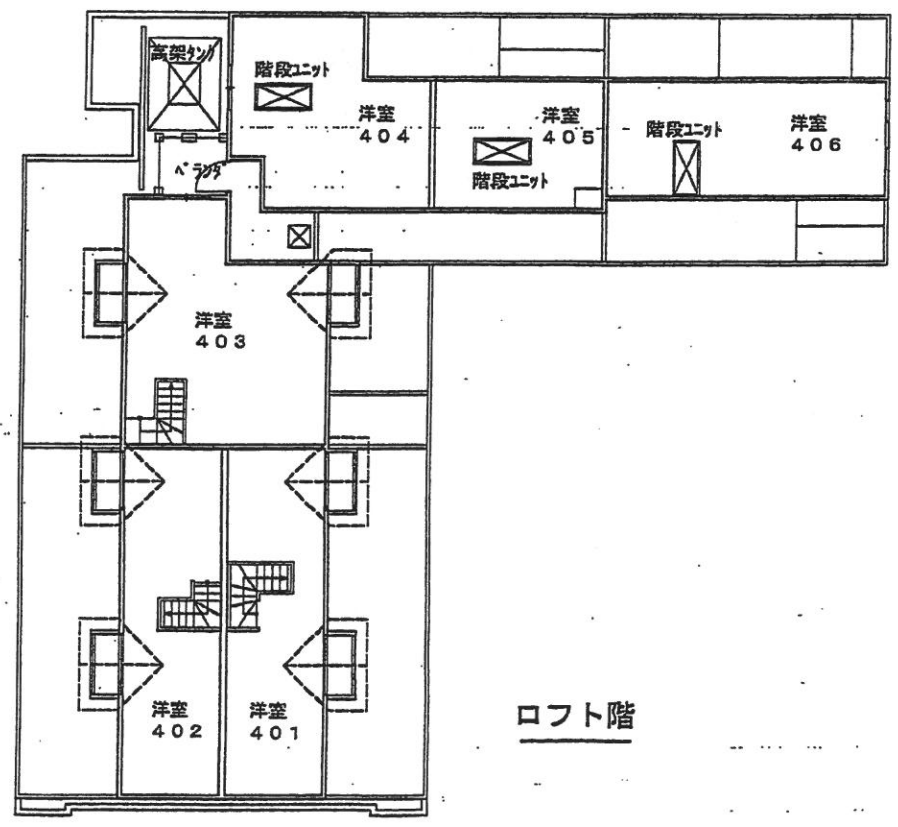 高架タンク
階段ユニット
洋室
404
洋室
405
階段ユニット
階段ユニット
洋室
406
ベランダ
洋室
403
洋室
402
洋室
401
ロフト階